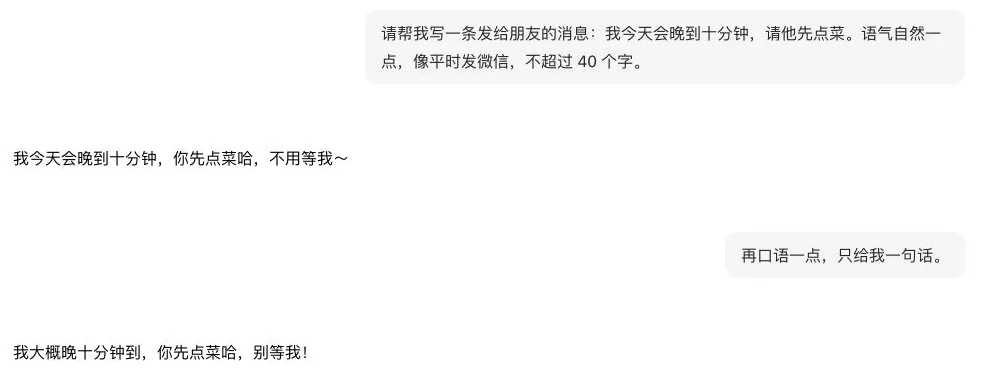 请帮我写一条发给朋友的消息：我今天会晚到十分钟，请他先点菜。语气自然一
点，像平时发微信，不超过 40 个字。
我今天会晚到十分钟，你先点菜哈，不用等我～
再口语一点，只给我一句话。
我大概晚十分钟到，你先点菜哈，别等我！